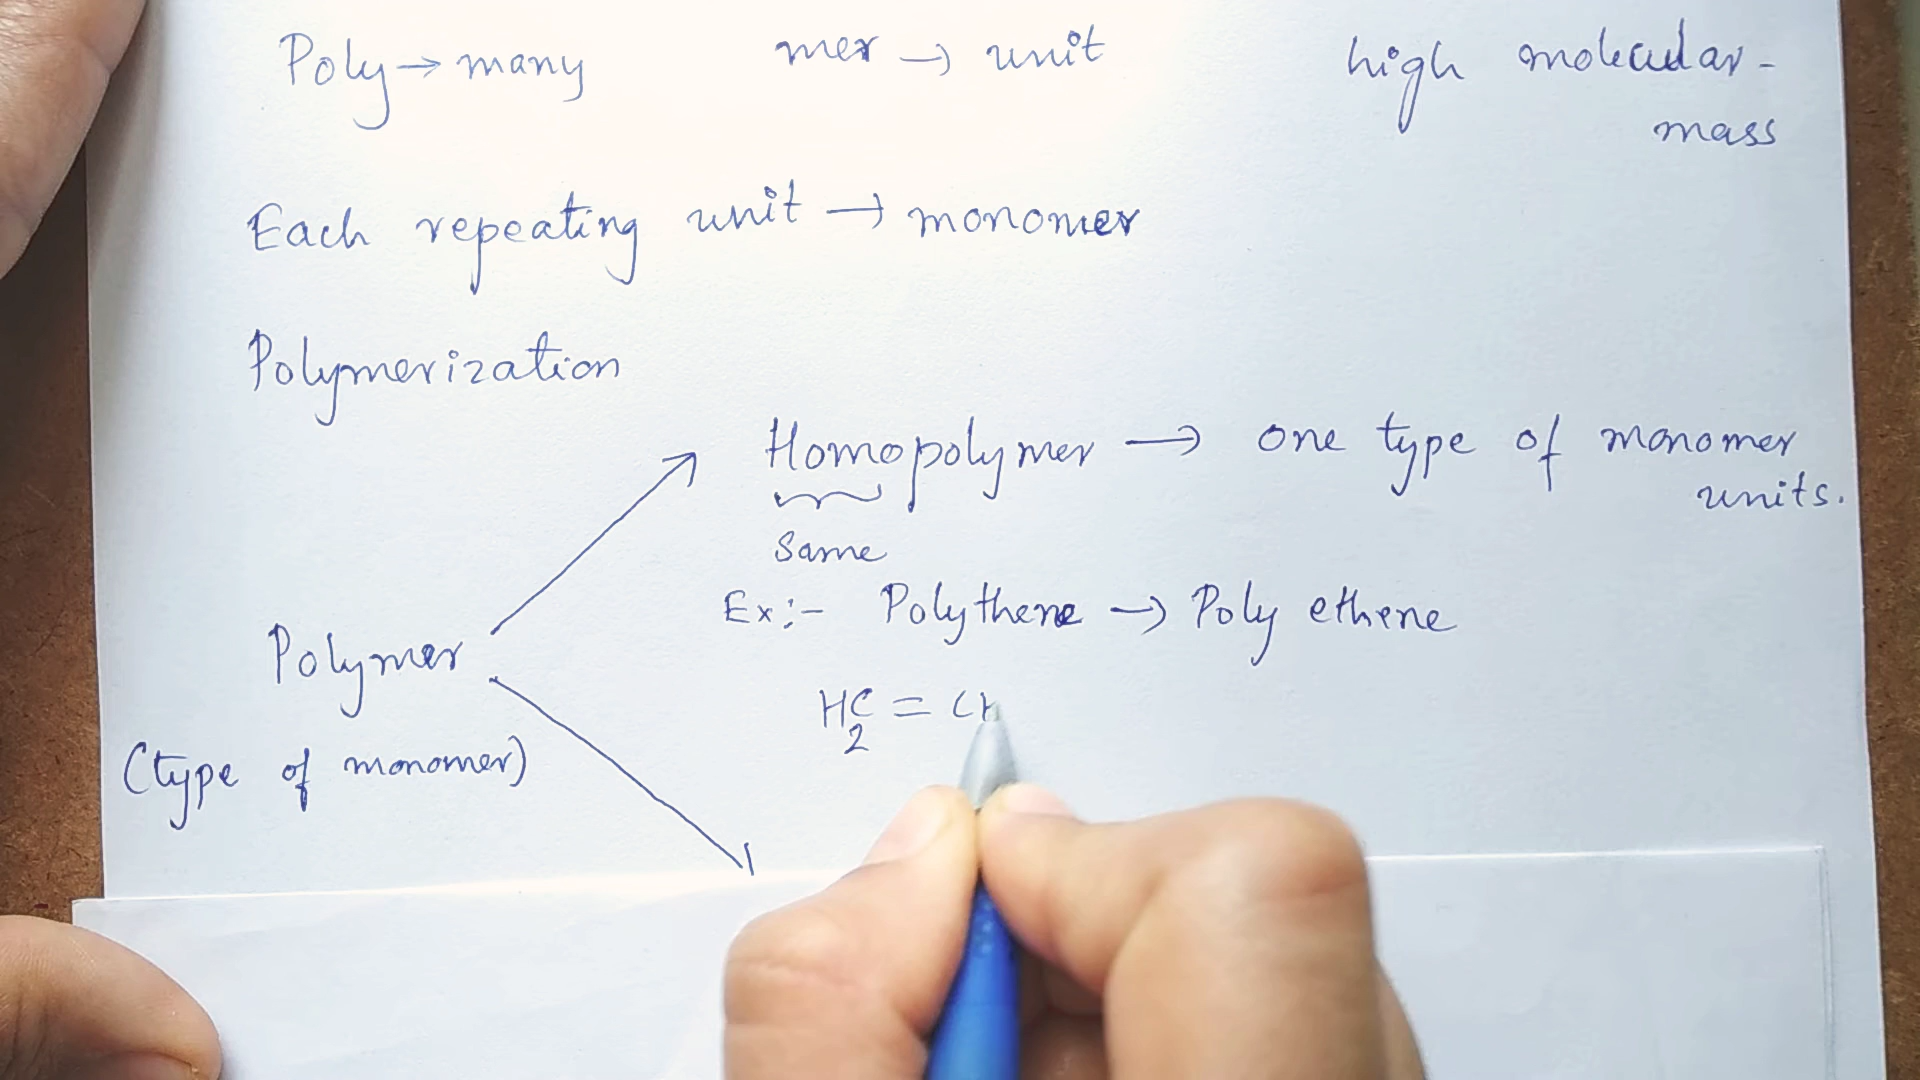 Poly → many mer → unit high molecular-
mass
Each repeating unit → monomer
Polymerization
Homopolymer → one type of monomer
units.
Same
Ex:- Polythene → Poly ethene
Polymer
H2C = CH
(type of monomer)